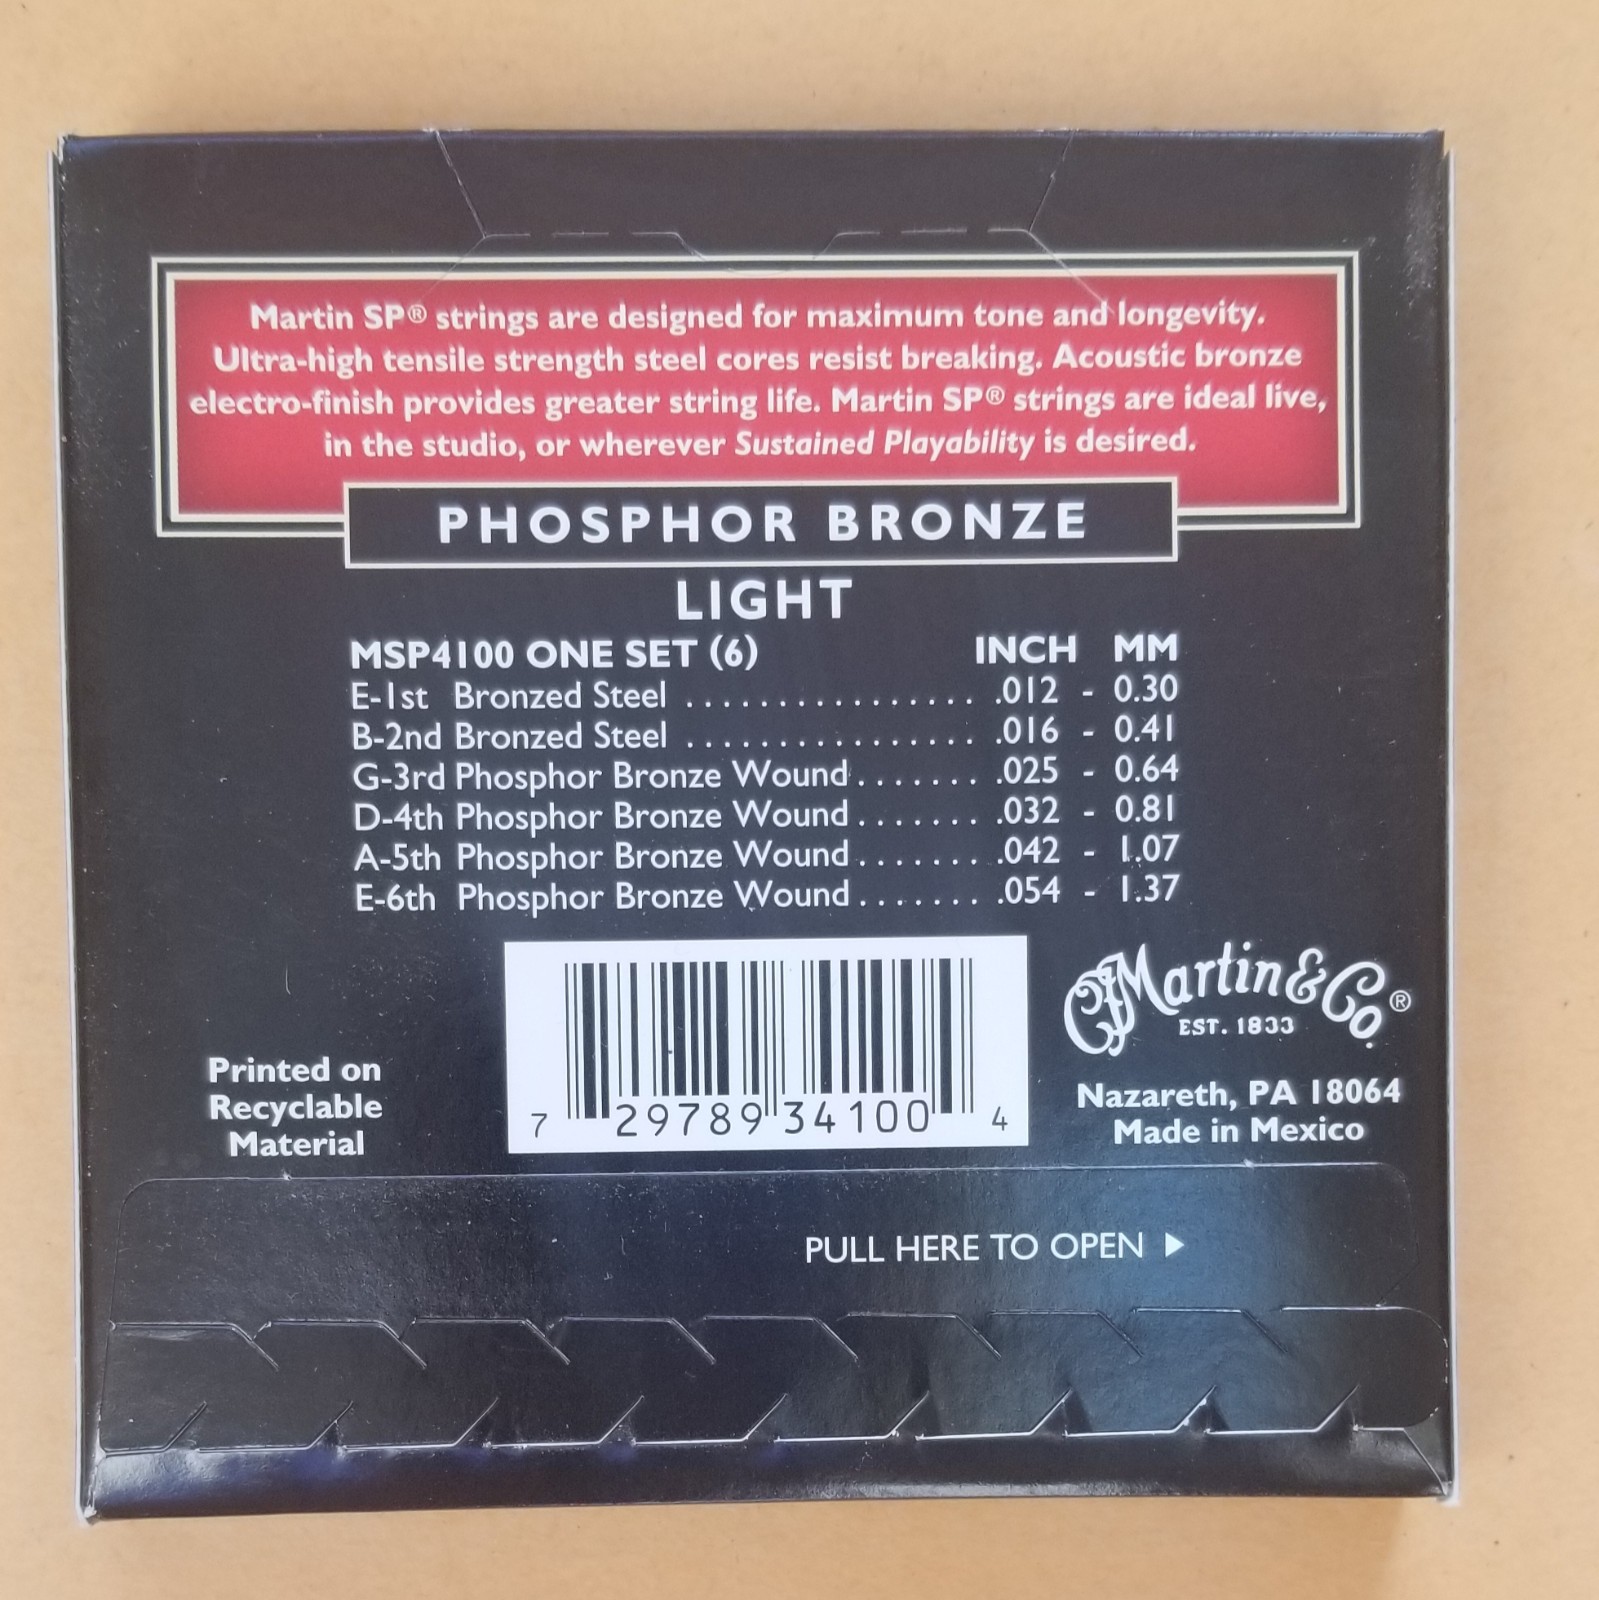 Martin SP® strings are designed for maximum tone and longevity.
Ultra-high tensile strength steel cores resist breaking. Acoustic bronze
electro-finish provides greater string life. Martin SP® strings are ideal live,
in the studio, or wherever Sustained Playability is desired.
PHOSPHOR BRONZE
LIGHT
MSP4100 ONE SET (6) INCH MM
E-1st Bronzed Steel ................ .012 - 0.30
B-2nd Bronzed Steel ................ .016 - 0.41
G-3rd Phosphor Bronze Wound....... .025 - 0.64
D-4th Phosphor Bronze Wound....... .032 - 0.81
A-5th Phosphor Bronze Wound....... .042 - 1.07
E-6th Phosphor Bronze Wound....... .054 - 1.37
CF Martin & Co.®
EST. 1833
Nazareth, PA 18064
Made in Mexico
Printed on
Recyclable
Material
7 29789 34100 4
PULL HERE TO OPEN ▶